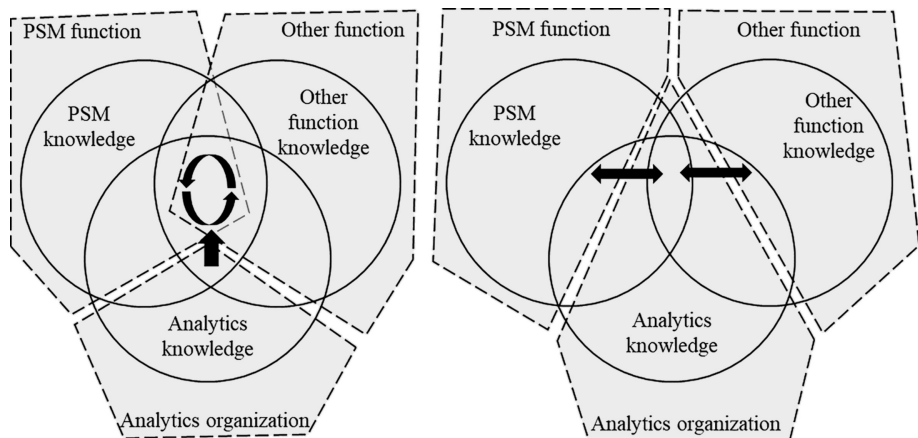 PSM function
Other function
PSM
knowledge
Other
function
knowledge
Analytics
knowledge
Analytics organization
PSM function
Other function
PSM
knowledge
Other
function
knowledge
Analytics
knowledge
Analytics organization